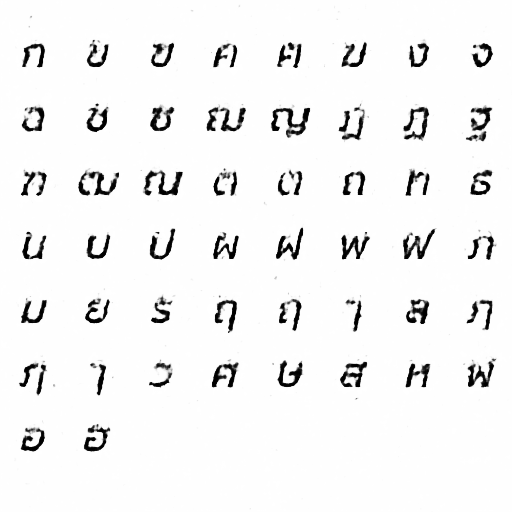 ก ข ฃ ค ฅ ฆ ง จ
ฉ ช ซ ฌ ญ ฎ ฏ ฐ
ฑ ฒ ณ ด ต ถ ท ธ
น บ ป ผ ฝ พ ฟ ภ
ม ย ร ฤ ฤ ๅ ล ฦ
ฦ ๅ ว ศ ษ ส ห ฬ
อ ฮ